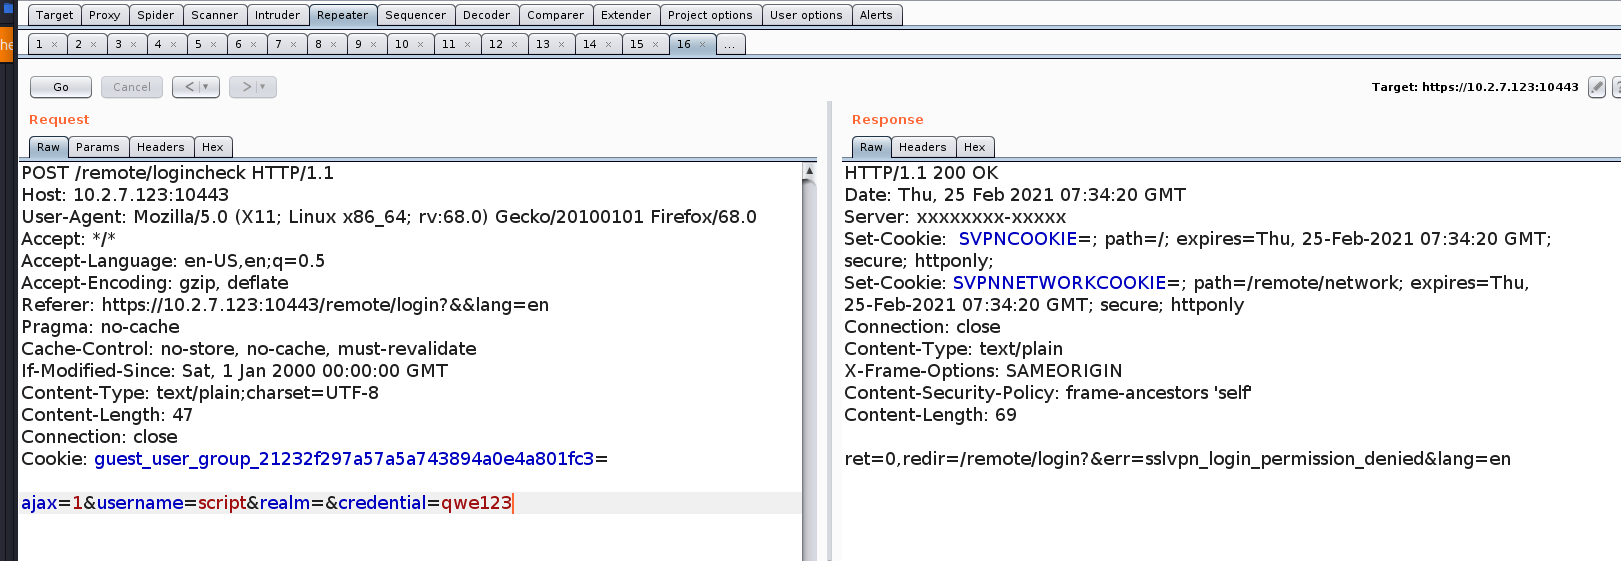 Target Proxy Spider Scanner Intruder Repeater Sequencer Decoder Comparer Extender Project options User options Alerts
1 × 2 × 3 × 4 × 5 × 6 × 7 × 8 × 9 × 10 × 11 × 12 × 13 × 14 × 15 × 16 × ...
he
Go Cancel < ▼ > ▼ Target: https://10.2.7.123:10443 ?
Request
Raw Params Headers Hex
POST /remote/logincheck HTTP/1.1
Host: 10.2.7.123:10443
User-Agent: Mozilla/5.0 (X11; Linux x86_64; rv:68.0) Gecko/20100101 Firefox/68.0
Accept: */*
Accept-Language: en-US,en;q=0.5
Accept-Encoding: gzip, deflate
Referer: https://10.2.7.123:10443/remote/login?&&lang=en
Pragma: no-cache
Cache-Control: no-store, no-cache, must-revalidate
If-Modified-Since: Sat, 1 Jan 2000 00:00:00 GMT
Content-Type: text/plain;charset=UTF-8
Content-Length: 47
Connection: close
Cookie: guest_user_group_21232f297a57a5a743894a0e4a801fc3=
ajax=1&username=script&realm=&credential=qwe123
Response
Raw Headers Hex
HTTP/1.1 200 OK
Date: Thu, 25 Feb 2021 07:34:20 GMT
Server: xxxxxxxx-xxxxx
Set-Cookie:  SVPNCOOKIE=; path=/; expires=Thu, 25-Feb-2021 07:34:20 GMT;
secure; httponly;
Set-Cookie: SVPNNETWORKCOOKIE=; path=/remote/network; expires=Thu,
25-Feb-2021 07:34:20 GMT; secure; httponly
Connection: close
Content-Type: text/plain
X-Frame-Options: SAMEORIGIN
Content-Security-Policy: frame-ancestors 'self'
Content-Length: 69
ret=0,redir=/remote/login?&err=sslvpn_login_permission_denied&lang=en